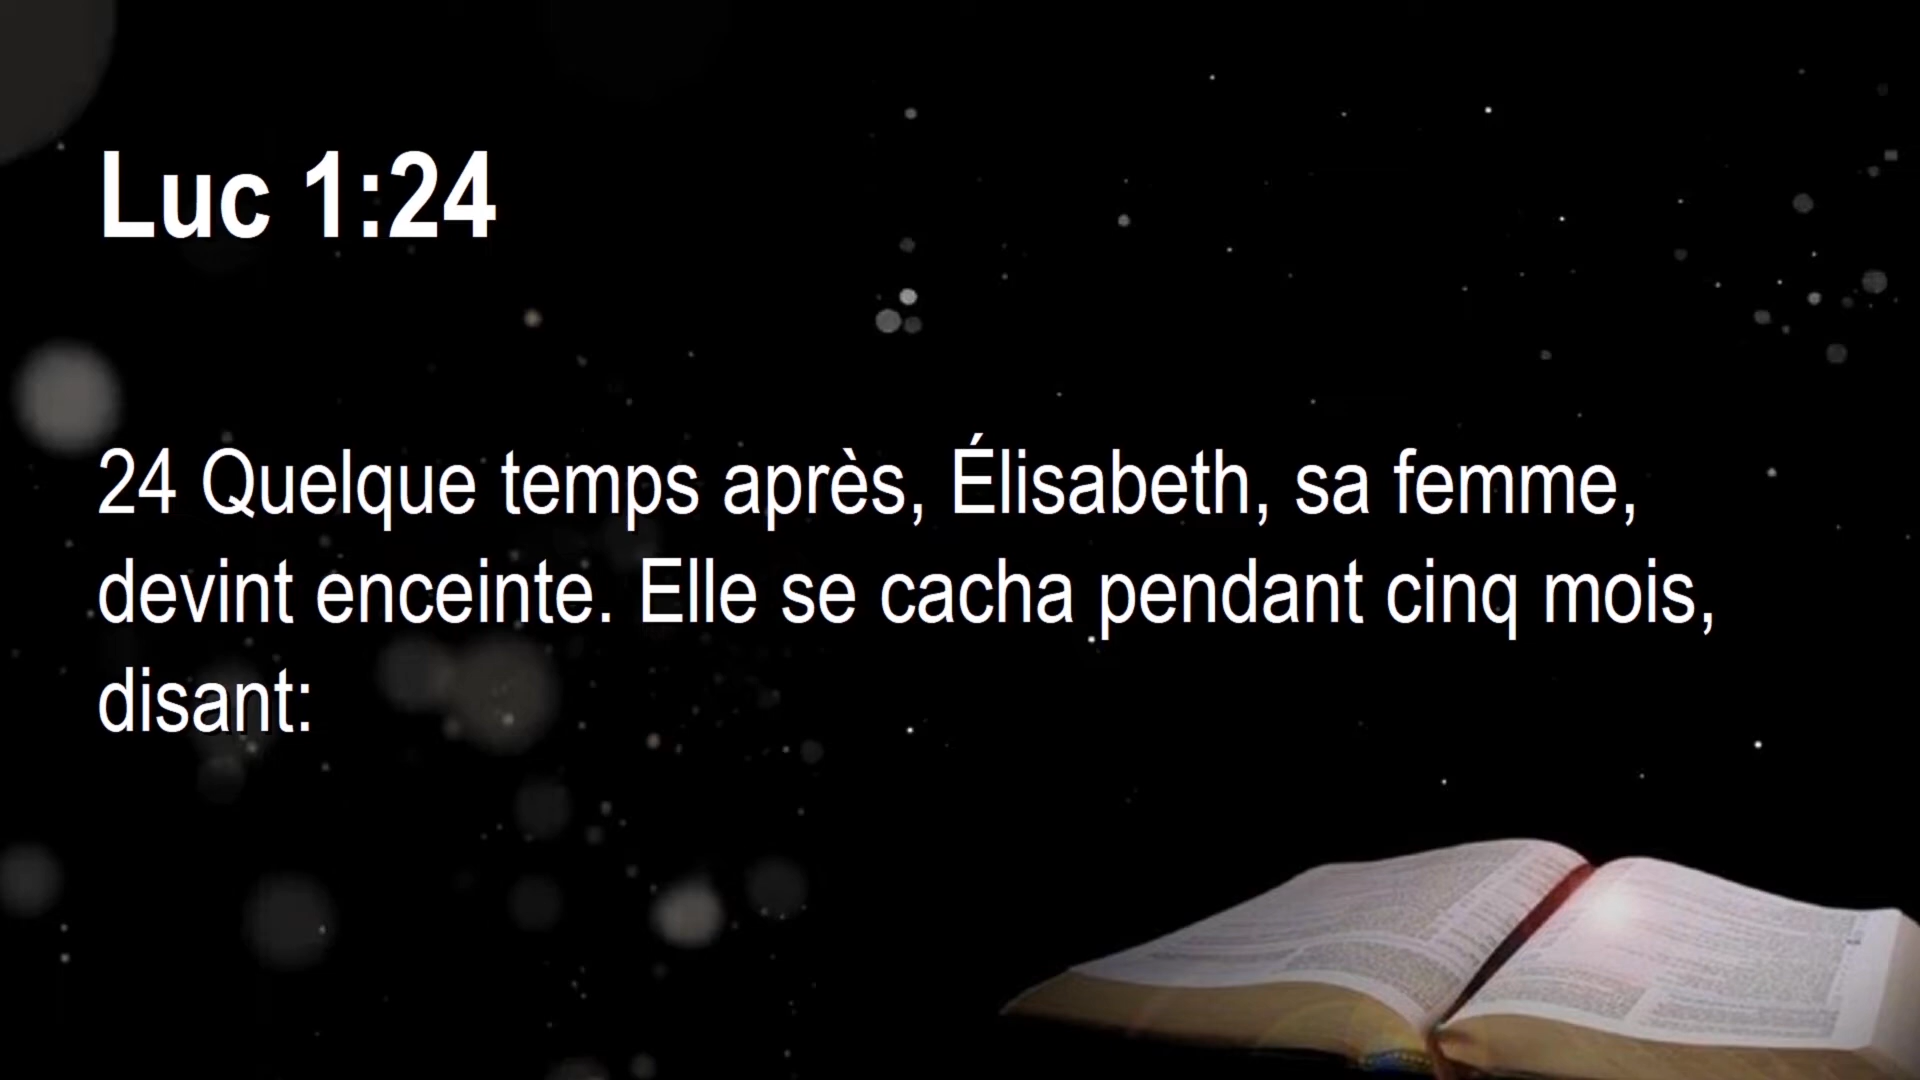 Luc 1:24
24 Quelque temps après, Élisabeth, sa femme,
devint enceinte. Elle se cacha pendant cinq mois,
disant: